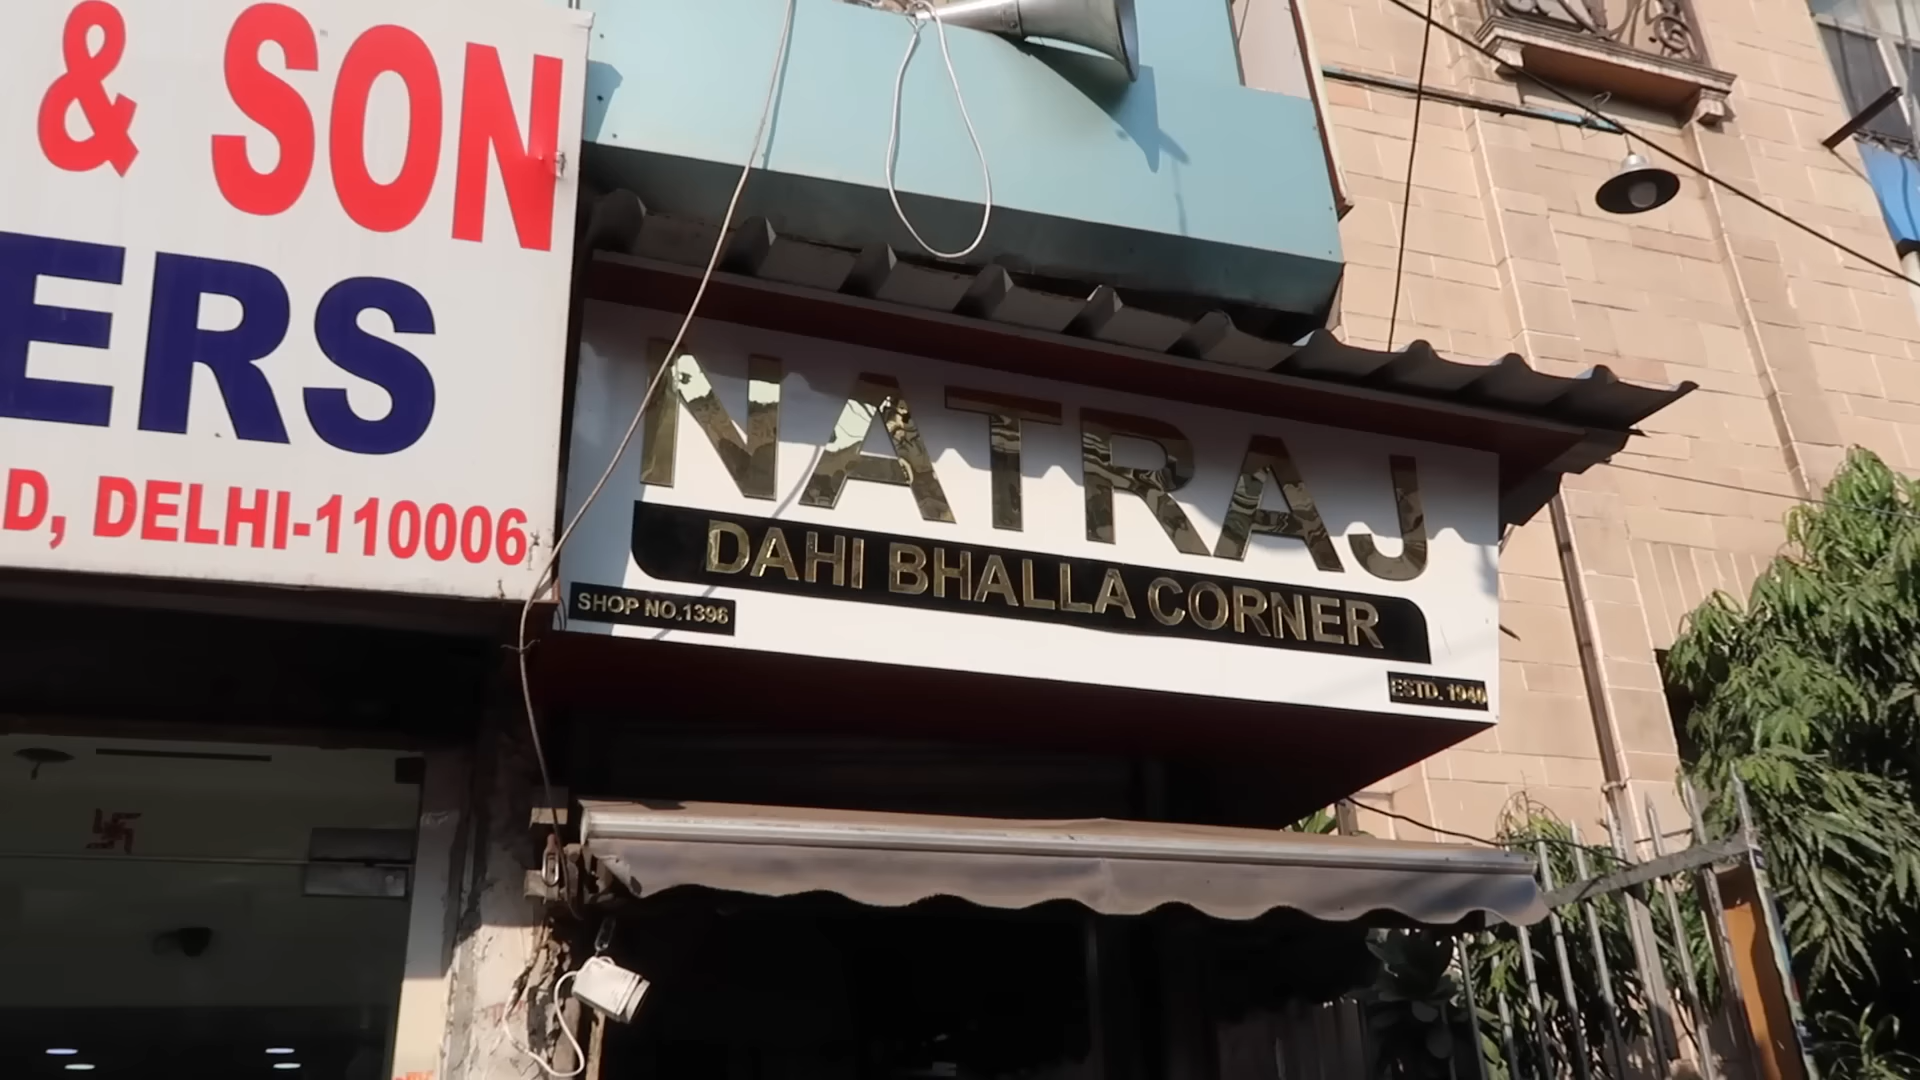 & SON
ERS
D, DELHI-110006
NATRAJ
DAHI BHALLA CORNER
SHOP NO.1396
ESTD. 1940